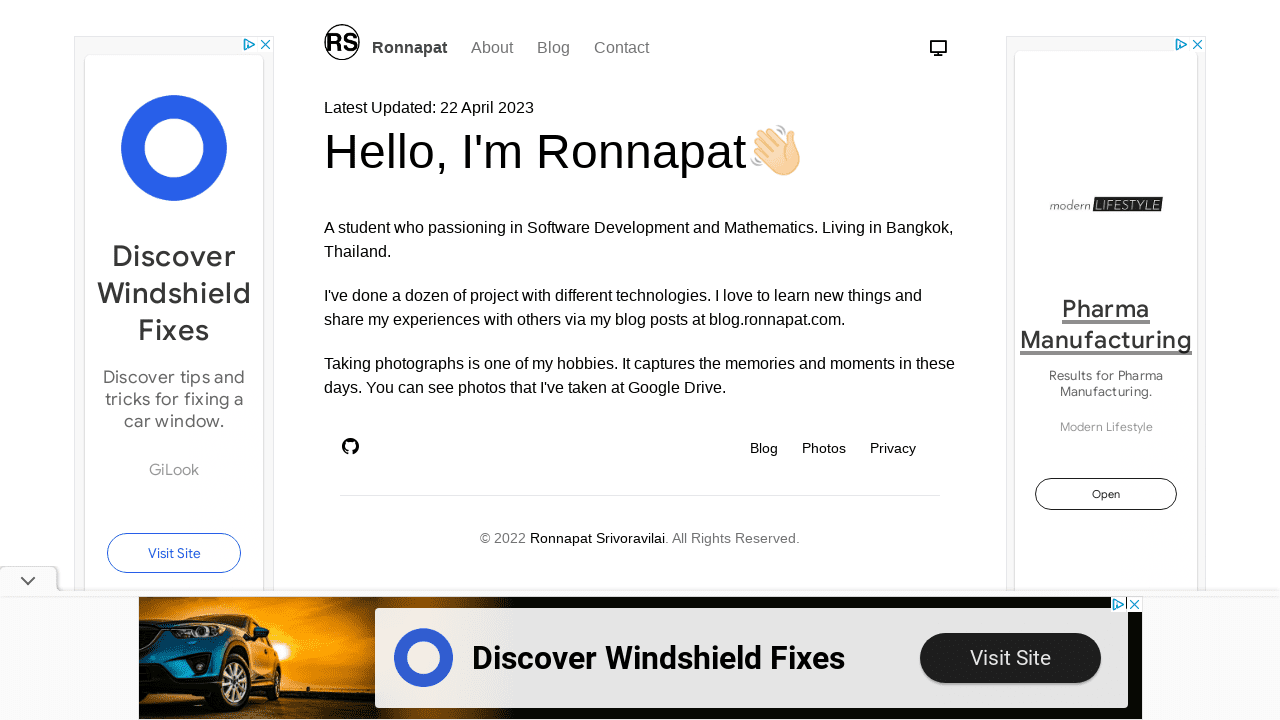 RS
Ronnapat About Blog Contact
Latest Updated: 22 April 2023
Hello, I'm Ronnapat👋🏻
A student who passioning in Software Development and Mathematics. Living in Bangkok,
Thailand.
I've done a dozen of project with different technologies. I love to learn new things and
share my experiences with others via my blog posts at blog.ronnapat.com.
Taking photographs is one of my hobbies. It captures the memories and moments in these
days. You can see photos that I've taken at Google Drive.
Blog Photos Privacy
© 2022 Ronnapat Srivoravilai. All Rights Reserved.
Discover
Windshield
Fixes
Discover tips and
tricks for fixing a
car window.
GiLook
Visit Site
modern LIFESTYLE
Pharma
Manufacturing
Results for Pharma
Manufacturing.
Modern Lifestyle
Open
Discover Windshield Fixes
Visit Site